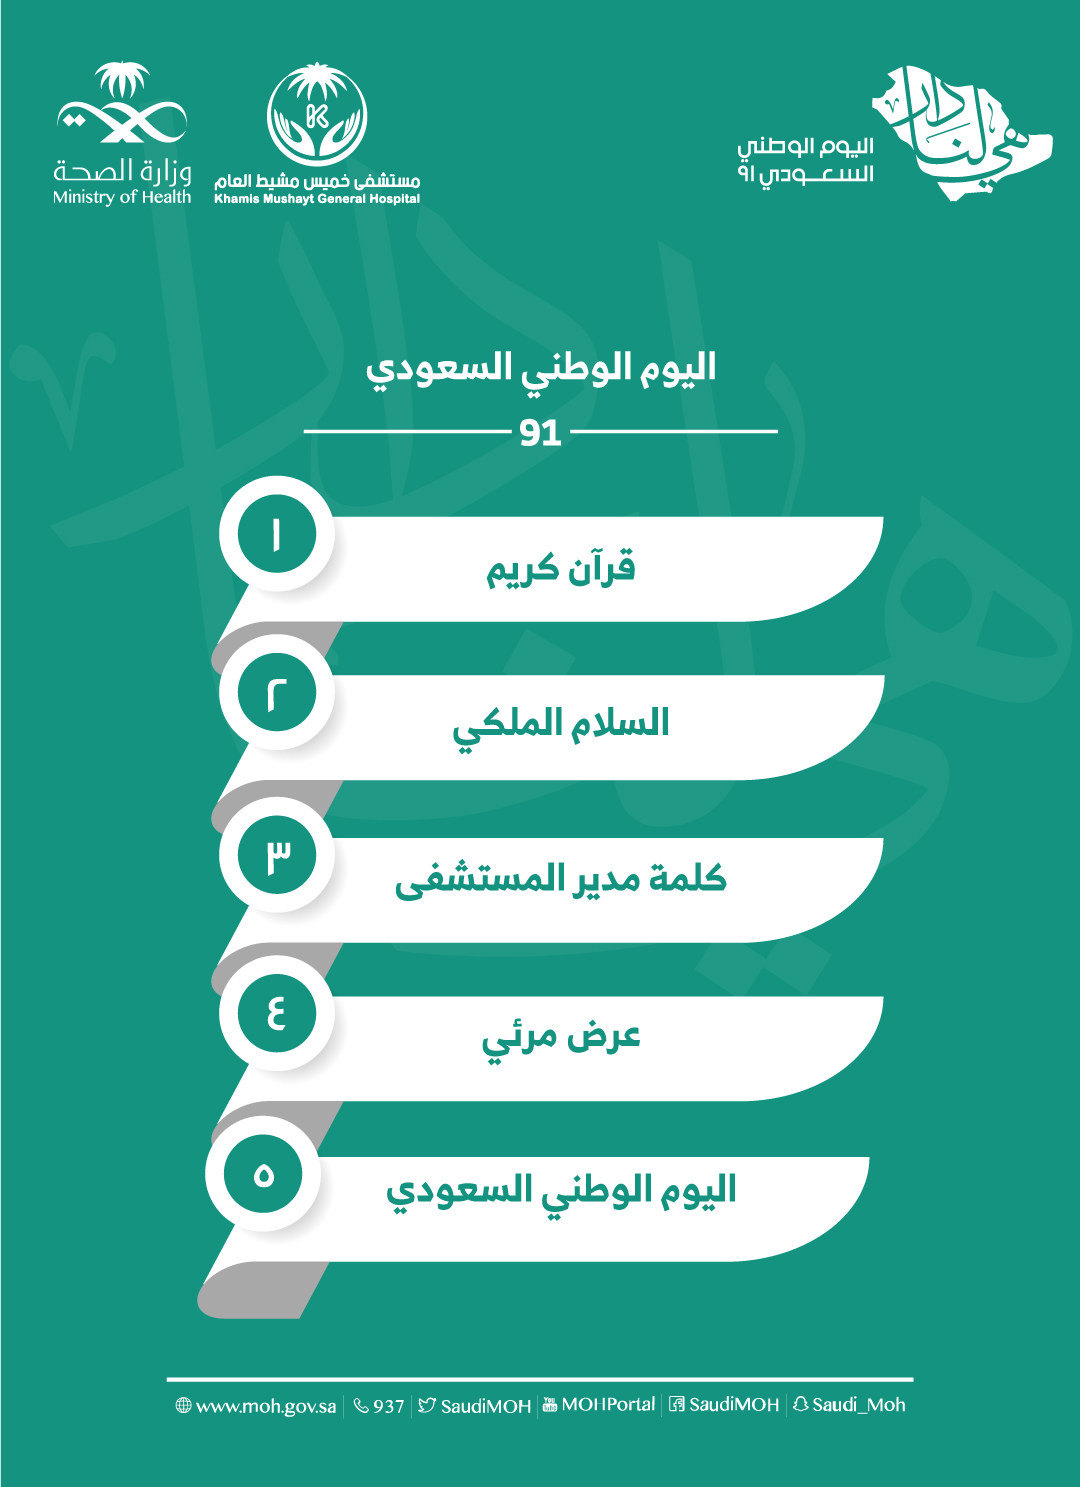 وزارة الصحة
Ministry of Health
مستشفى خميس مشيط العام
Khamis Mushayt General Hospital
K
هي لنا دار
اليوم الوطني
السعودي ٩١
اليوم الوطني السعودي
91
١
قرآن كريم
٢
السلام الملكي
٣
كلمة مدير المستشفى
٤
عرض مرئي
٥
اليوم الوطني السعودي
www.moh.gov.sa | 937 | SaudiMOH | MOHPortal | SaudiMOH | Saudi_Moh